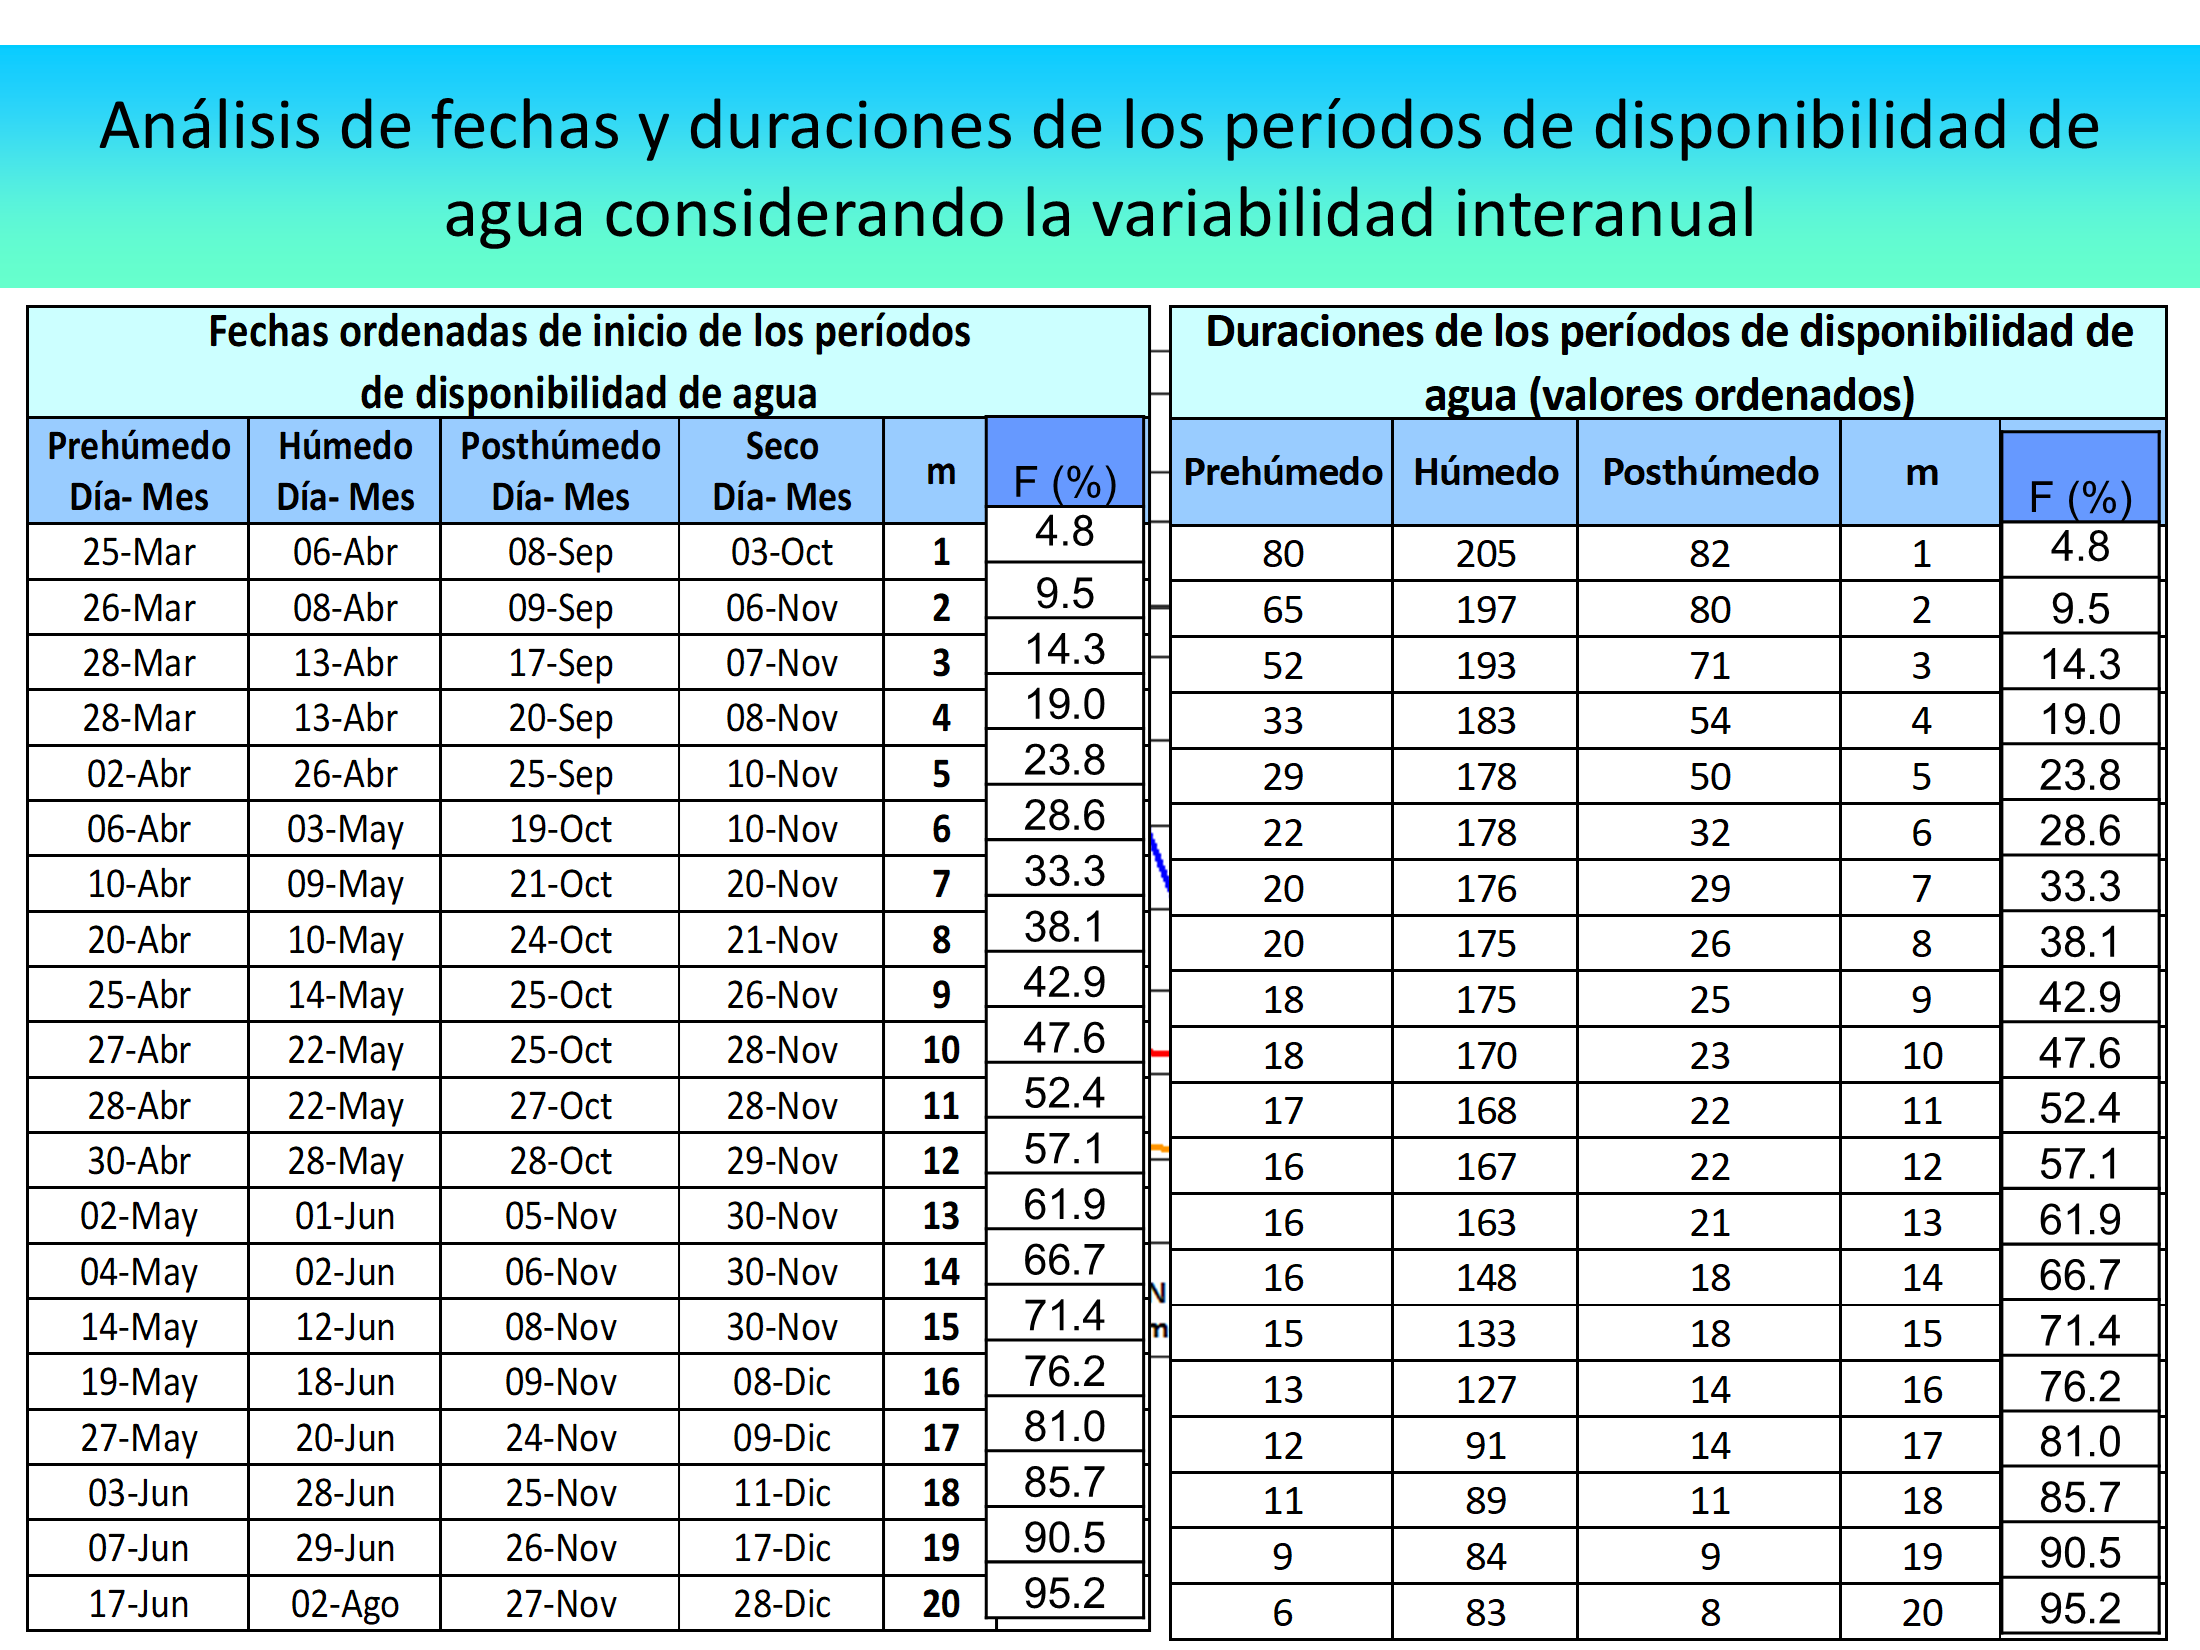 Análisis de fechas y duraciones de los períodos de disponibilidad de
agua considerando la variabilidad interanual
Fechas ordenadas de inicio de los períodos
de disponibilidad de agua
Prehúmedo Húmedo Posthúmedo Seco m F (%)
Día- Mes Día- Mes Día- Mes Día- Mes
25-Mar 06-Abr 08-Sep 03-Oct 1 4.8
26-Mar 08-Abr 09-Sep 06-Nov 2 9.5
28-Mar 13-Abr 17-Sep 07-Nov 3 14.3
28-Mar 13-Abr 20-Sep 08-Nov 4 19.0
02-Abr 26-Abr 25-Sep 10-Nov 5 23.8
06-Abr 03-May 19-Oct 10-Nov 6 28.6
10-Abr 09-May 21-Oct 20-Nov 7 33.3
20-Abr 10-May 24-Oct 21-Nov 8 38.1
25-Abr 14-May 25-Oct 26-Nov 9 42.9
27-Abr 22-May 25-Oct 28-Nov 10 47.6
28-Abr 22-May 27-Oct 28-Nov 11 52.4
30-Abr 28-May 28-Oct 29-Nov 12 57.1
02-May 01-Jun 05-Nov 30-Nov 13 61.9
04-May 02-Jun 06-Nov 30-Nov 14 66.7
14-May 12-Jun 08-Nov 30-Nov 15 71.4
19-May 18-Jun 09-Nov 08-Dic 16 76.2
27-May 20-Jun 24-Nov 09-Dic 17 81.0
03-Jun 28-Jun 25-Nov 11-Dic 18 85.7
07-Jun 29-Jun 26-Nov 17-Dic 19 90.5
17-Jun 02-Ago 27-Nov 28-Dic 20 95.2
N
m
Duraciones de los períodos de disponibilidad de
agua (valores ordenados)
Prehúmedo Húmedo Posthúmedo m F (%)
80 205 82 1 4.8
65 197 80 2 9.5
52 193 71 3 14.3
33 183 54 4 19.0
29 178 50 5 23.8
22 178 32 6 28.6
20 176 29 7 33.3
20 175 26 8 38.1
18 175 25 9 42.9
18 170 23 10 47.6
17 168 22 11 52.4
16 167 22 12 57.1
16 163 21 13 61.9
16 148 18 14 66.7
15 133 18 15 71.4
13 127 14 16 76.2
12 91 14 17 81.0
11 89 11 18 85.7
9 84 9 19 90.5
6 83 8 20 95.2